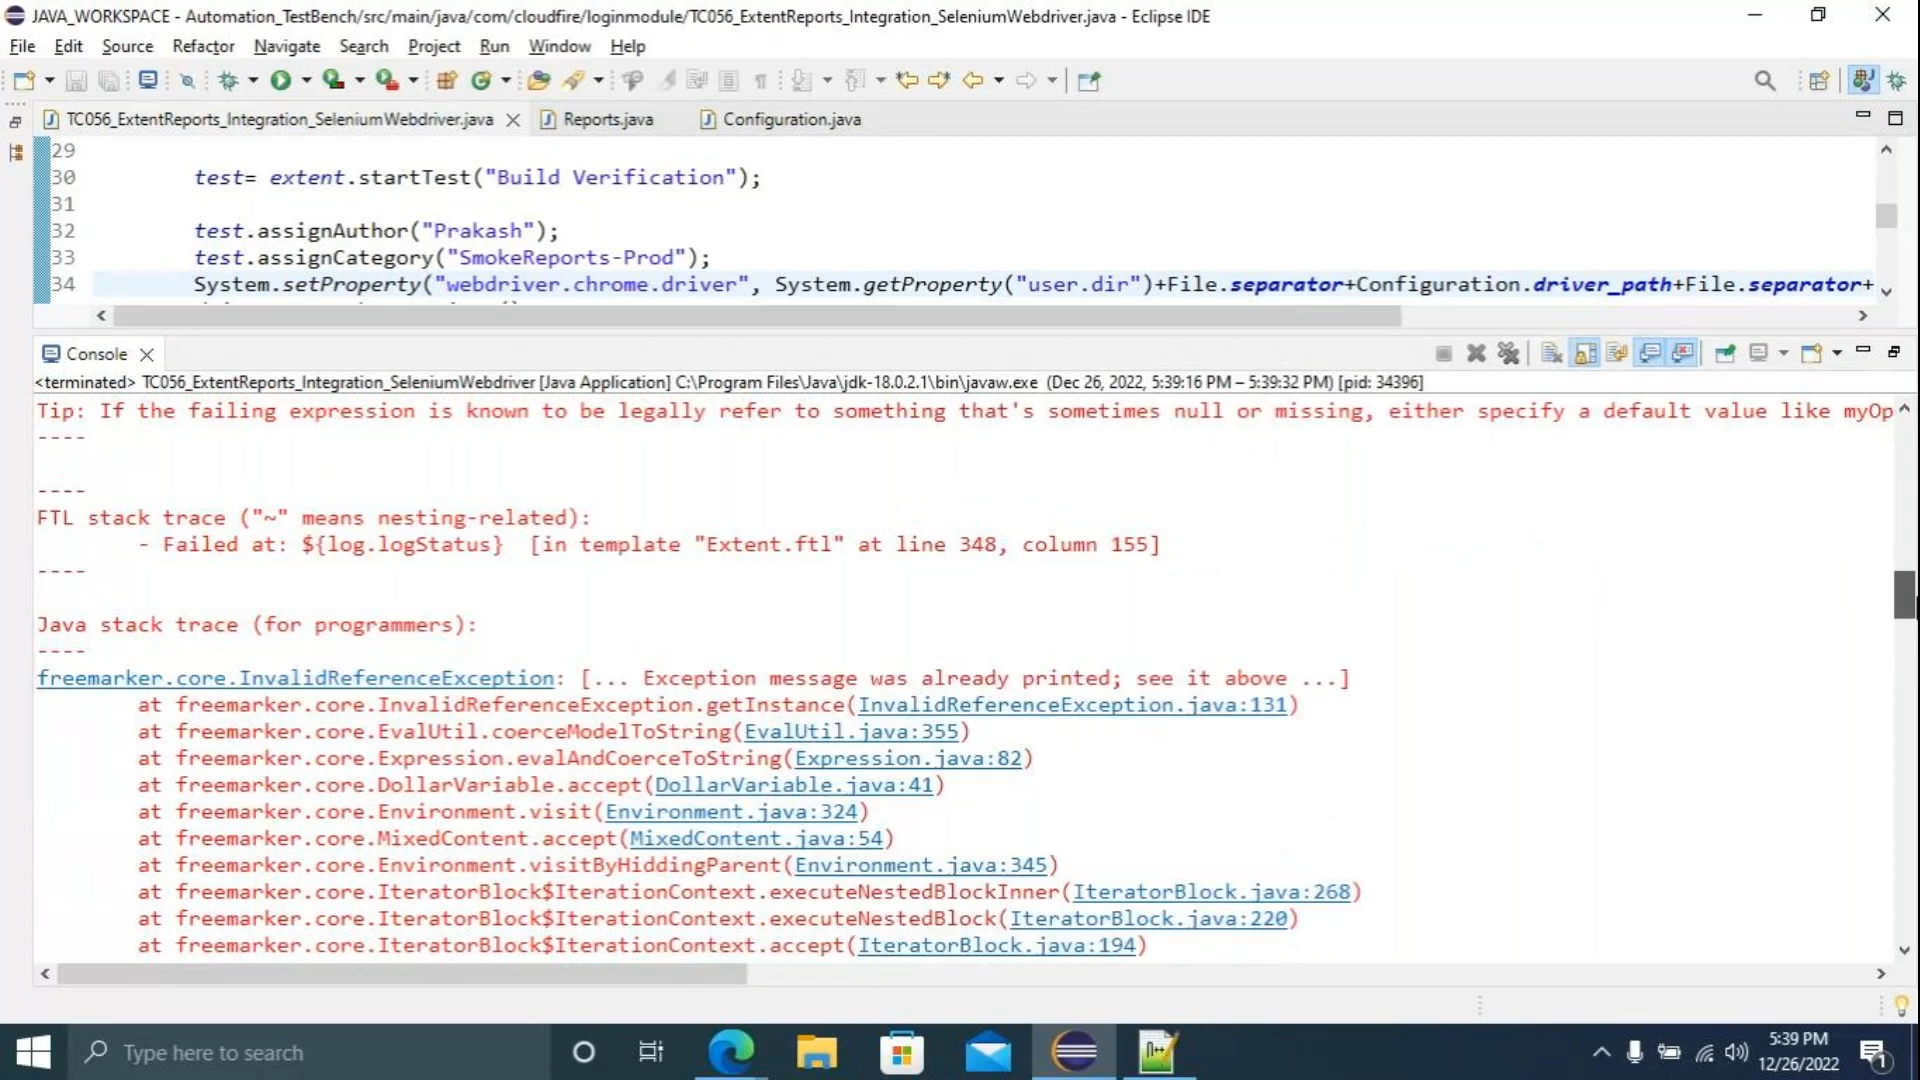 JAVA_WORKSPACE - Automation_TestBench/src/main/java/com/cloudfire/loginmodule/TC056_ExtentReports_Integration_SeleniumWebdriver.java - Eclipse IDE
File Edit Source Refactor Navigate Search Project Run Window Help
TC056_ExtentReports_Integration_SeleniumWebdriver.java Reports.java Configuration.java
29
30 test= extent.startTest("Build Verification");
31
32 test.assignAuthor("Prakash");
33 test.assignCategory("SmokeReports-Prod");
34 System.setProperty("webdriver.chrome.driver", System.getProperty("user.dir")+File.separator+Configuration.driver_path+File.separator+
Console
<terminated> TC056_ExtentReports_Integration_SeleniumWebdriver [Java Application] C:\Program Files\Java\jdk-18.0.2.1\bin\javaw.exe (Dec 26, 2022, 5:39:16 PM – 5:39:32 PM) [pid: 34396]
Tip: If the failing expression is known to be legally refer to something that's sometimes null or missing, either specify a default value like myOp
----
----
FTL stack trace ("~" means nesting-related):
- Failed at: ${log.logStatus} [in template "Extent.ftl" at line 348, column 155]
----
Java stack trace (for programmers):
----
freemarker.core.InvalidReferenceException: [... Exception message was already printed; see it above ...]
at freemarker.core.InvalidReferenceException.getInstance(InvalidReferenceException.java:131)
at freemarker.core.EvalUtil.coerceModelToString(EvalUtil.java:355)
at freemarker.core.Expression.evalAndCoerceToString(Expression.java:82)
at freemarker.core.DollarVariable.accept(DollarVariable.java:41)
at freemarker.core.Environment.visit(Environment.java:324)
at freemarker.core.MixedContent.accept(MixedContent.java:54)
at freemarker.core.Environment.visitByHiddingParent(Environment.java:345)
at freemarker.core.IteratorBlock$IterationContext.executeNestedBlockInner(IteratorBlock.java:268)
at freemarker.core.IteratorBlock$IterationContext.executeNestedBlock(IteratorBlock.java:220)
at freemarker.core.IteratorBlock$IterationContext.accept(IteratorBlock.java:194)
Type here to search
5:39 PM
12/26/2022
1